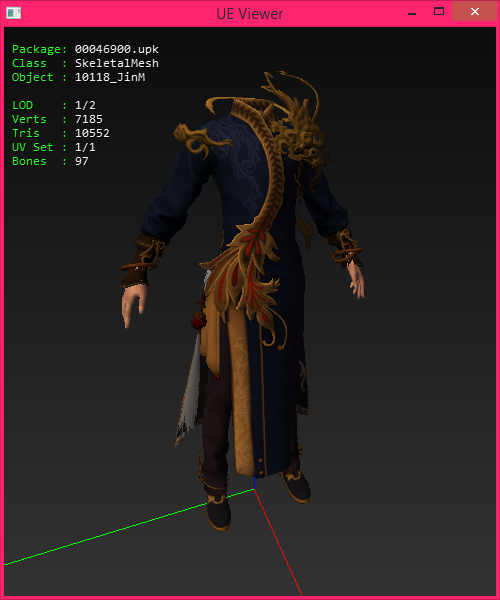 UE Viewer
Package: 00046900.upk
Class : SkeletalMesh
Object : 10118_JinM
LOD : 1/2
Verts : 7185
Tris : 10552
UV Set : 1/1
Bones : 97